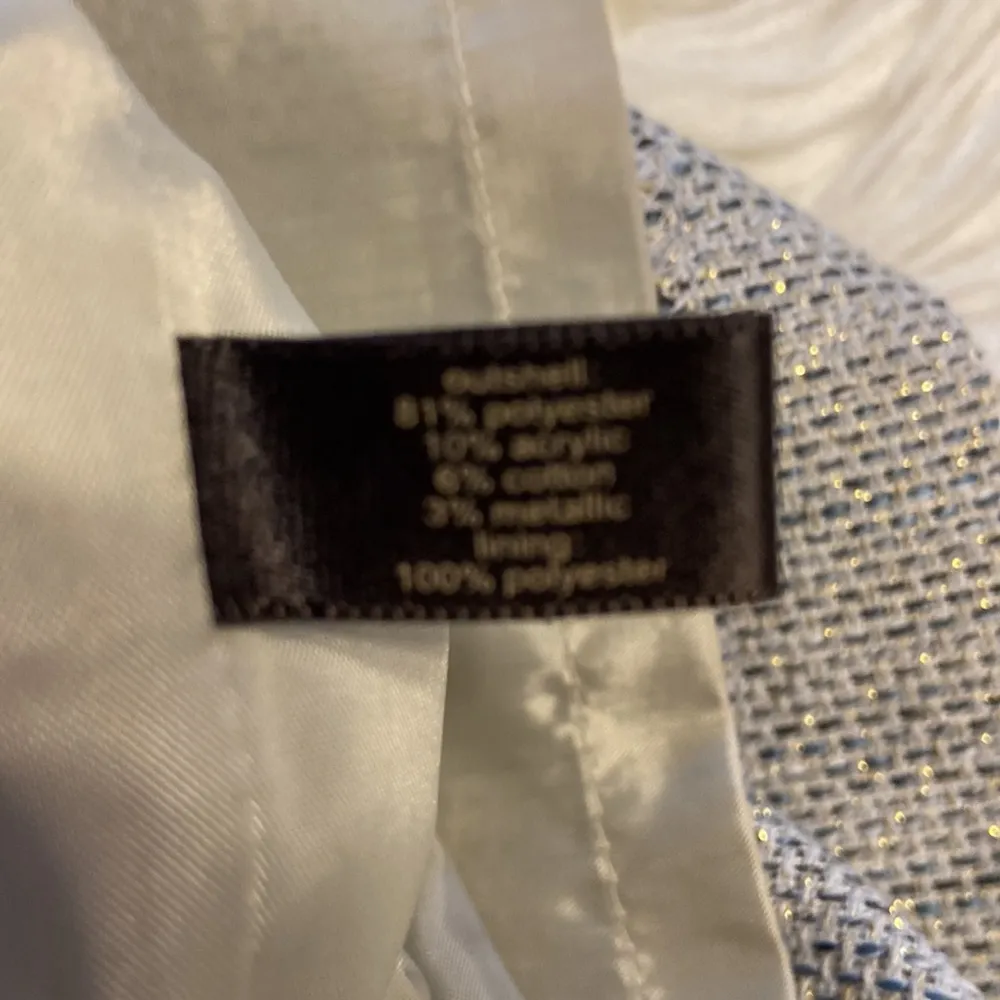 outshell:
81% polyester
10% acrylic
6% cotton
3% metallic
lining:
100% polyester